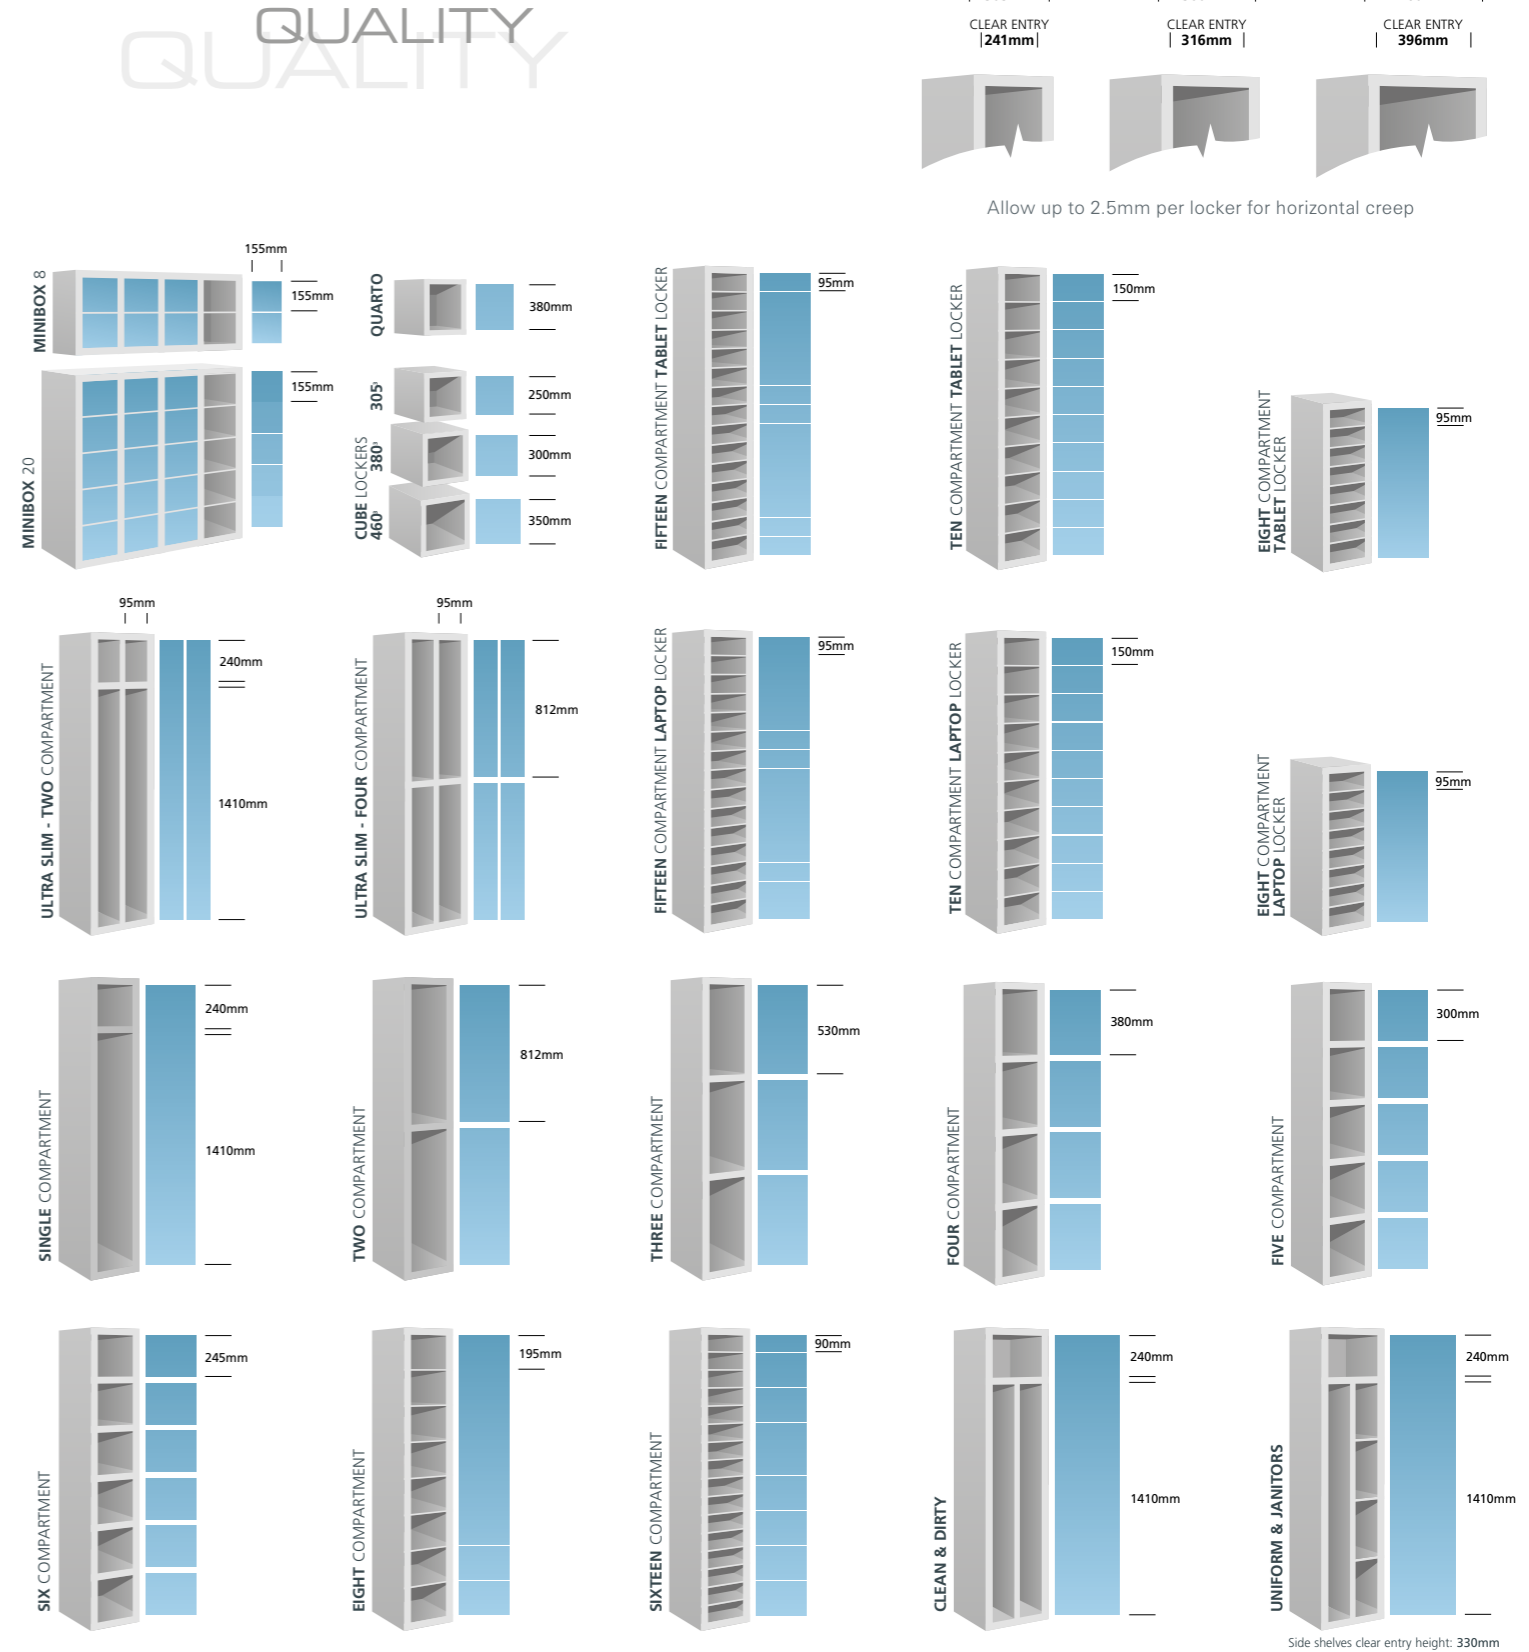 QUALITY
QUALITY
CLEAR ENTRY
241mm
CLEAR ENTRY
316mm
CLEAR ENTRY
396mm
Allow up to 2.5mm per locker for horizontal creep
MINIBOX 8
155mm
155mm
MINIBOX 20
155mm
QUARTO
380mm
CUBE LOCKERS
305³
250mm
380³
300mm
460³
350mm
FIFTEEN COMPARTMENT TABLET LOCKER
95mm
TEN COMPARTMENT TABLET LOCKER
150mm
EIGHT COMPARTMENT
TABLET LOCKER
95mm
ULTRA SLIM - TWO COMPARTMENT
95mm
240mm
1410mm
ULTRA SLIM - FOUR COMPARTMENT
95mm
812mm
FIFTEEN COMPARTMENT LAPTOP LOCKER
95mm
TEN COMPARTMENT LAPTOP LOCKER
150mm
EIGHT COMPARTMENT
LAPTOP LOCKER
95mm
SINGLE COMPARTMENT
240mm
1410mm
TWO COMPARTMENT
812mm
THREE COMPARTMENT
530mm
FOUR COMPARTMENT
380mm
FIVE COMPARTMENT
300mm
SIX COMPARTMENT
245mm
EIGHT COMPARTMENT
195mm
SIXTEEN COMPARTMENT
90mm
CLEAN & DIRTY
240mm
1410mm
UNIFORM & JANITORS
240mm
1410mm
Side shelves clear entry height: 330mm